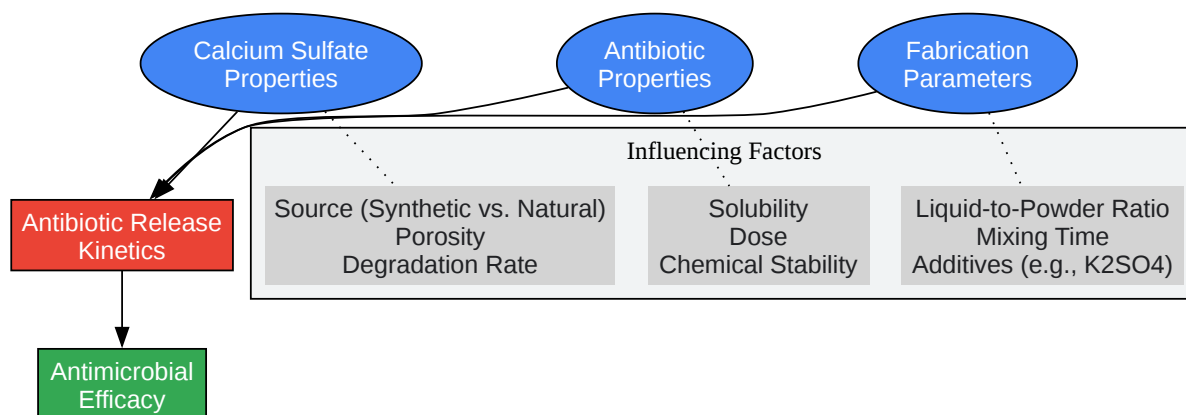 Calcium Sulfate
Properties
Antibiotic
Properties
Fabrication
Parameters
Influencing Factors
Antibiotic Release
Kinetics
Source (Synthetic vs. Natural)
Porosity
Degradation Rate
Solubility
Dose
Chemical Stability
Liquid-to-Powder Ratio
Mixing Time
Additives (e.g., K2SO4)
Antimicrobial
Efficacy